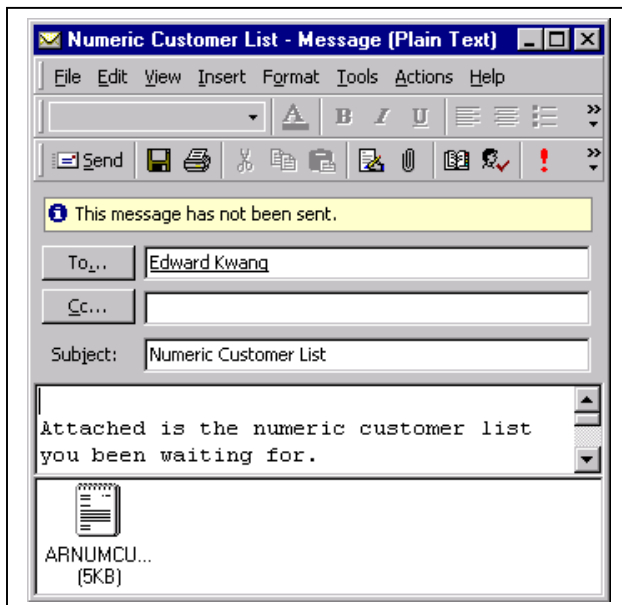 Numeric Customer List - Message (Plain Text)
File Edit View Insert Format Tools Actions Help
A B I U
Send
This message has not been sent.
To... Edward Kwang
Cc...
Subject: Numeric Customer List
Attached is the numeric customer list
you been waiting for.
ARNUMCU...
(5KB)